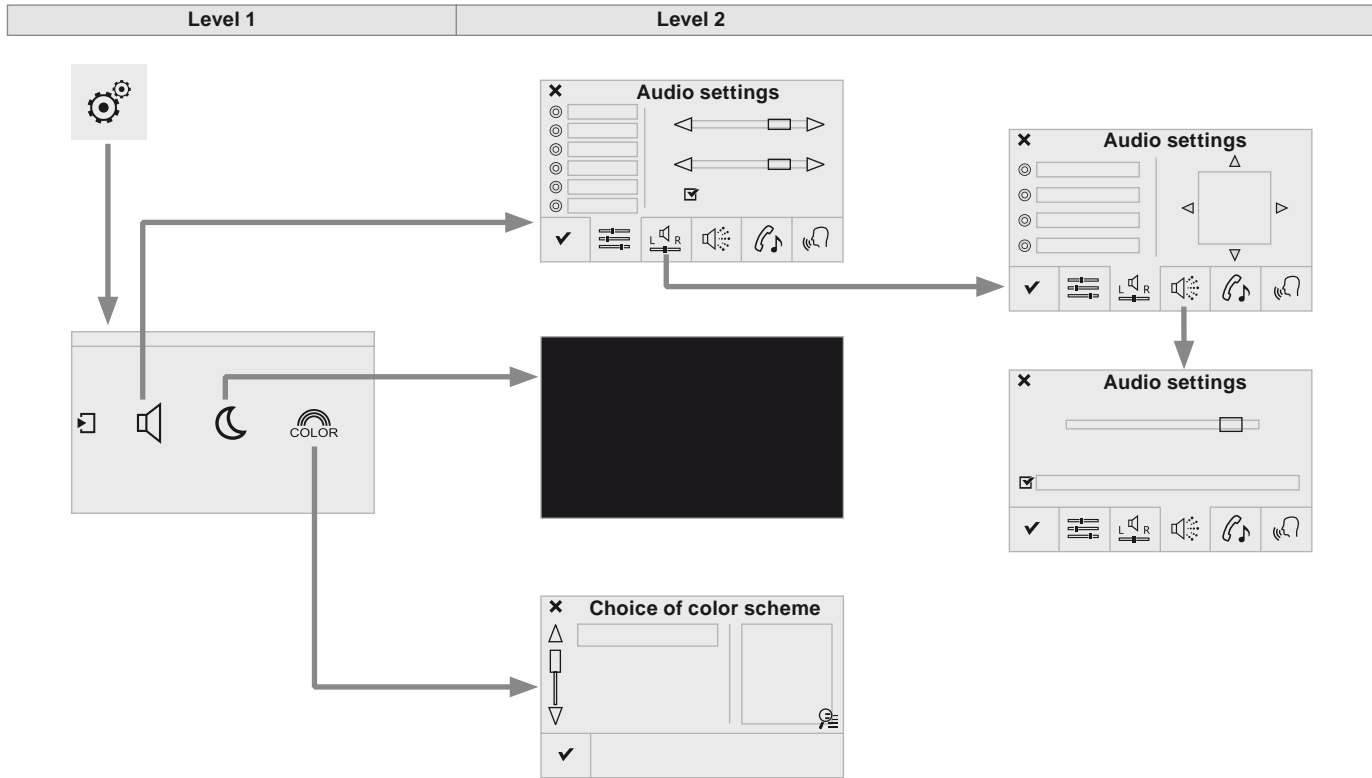 Level 1
Level 2
Audio settings
L R
Audio settings
L R
COLOR
Audio settings
L R
Choice of color scheme